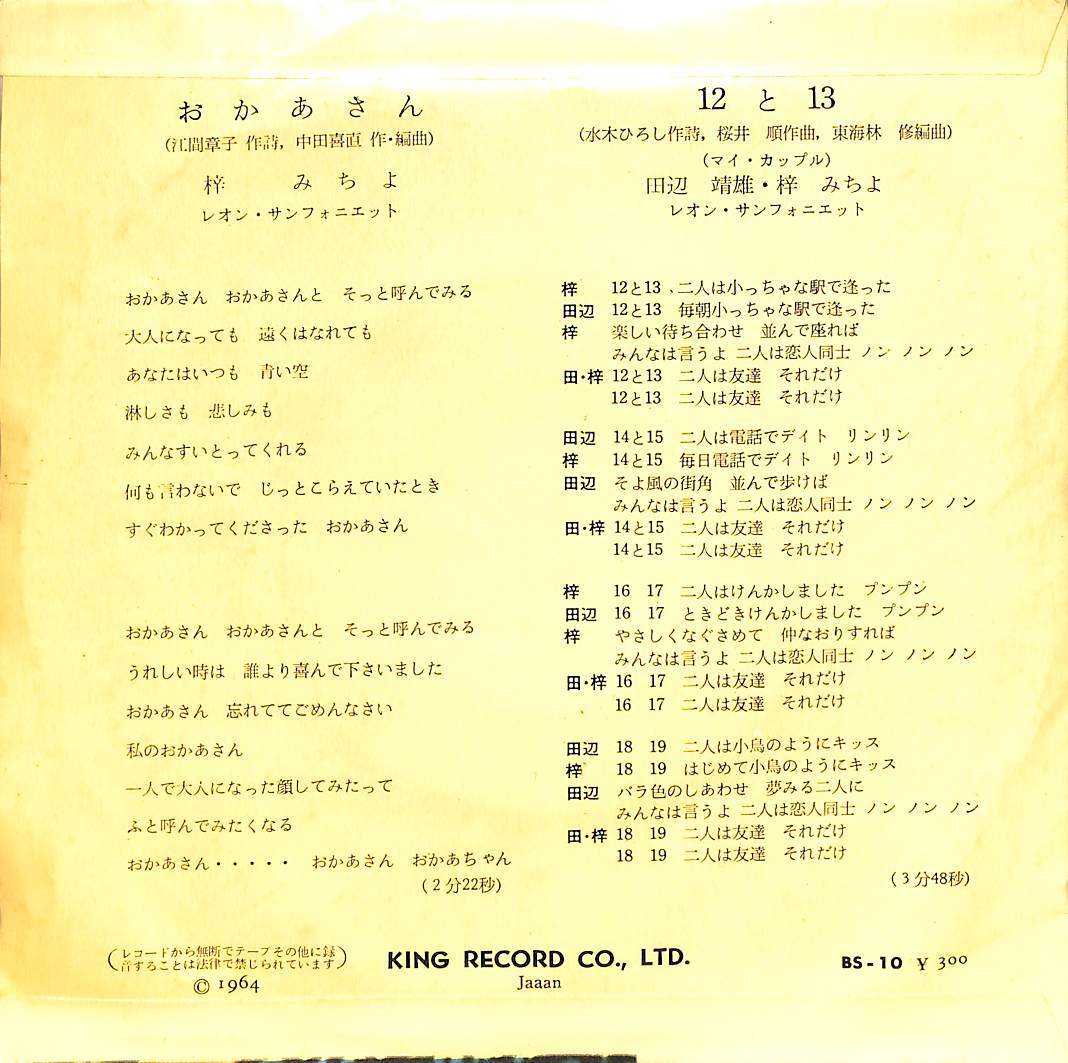 おかあさん
(江間章子 作詩, 中田喜直 作・編曲)
梓 みちよ
レオン・サンフォニエット
おかあさん おかあさんと そっと呼んでみる
大人になっても 遠くはなれても
あなたはいつも 青い空
淋しさも 悲しみも
みんなすいとってくれる
何も言わないで じっとこらえていたとき
すぐわかってくださった おかあさん
おかあさん おかあさんと そっと呼んでみる
うれしい時は 誰より喜んで下さいました
おかあさん 忘れててごめんなさい
私のおかあさん
一人で大人になった顔してみたって
ふと呼んでみたくなる
おかあさん・・・・・ おかあさん おかあちゃん
(2分22秒)
12と13
(水木ひろし作詩, 桜井 順作曲, 東海林 修編曲)
(マイ・カップル)
田辺 靖雄・梓 みちよ
レオン・サンフォニエット
梓 12と13、二人は小っちゃな駅で逢った
田辺 12と13 毎朝小っちゃな駅で逢った
梓 楽しい待ち合わせ 並んで座れば
みんなは言うよ 二人は恋人同士 ノン ノン ノン
田・梓 12と13 二人は友達 それだけ
12と13 二人は友達 それだけ
田辺 14と15 二人は電話でデイト リンリン
梓 14と15 毎日電話でデイト リンリン
田辺 そよ風の街角 並んで歩けば
みんなは言うよ 二人は恋人同士 ノン ノン ノン
田・梓 14と15 二人は友達 それだけ
14と15 二人は友達 それだけ
梓 16 17 二人はけんかしました プンプン
田辺 16 17 ときどきけんかしました プンプン
梓 やさしくなぐさめて 仲なおりすれば
みんなは言うよ 二人は恋人同士 ノン ノン ノン
田・梓 16 17 二人は友達 それだけ
16 17 二人は友達 それだけ
田辺 18 19 二人は小鳥のようにキッス
梓 18 19 はじめて小鳥のようにキッス
田辺 バラ色のしあわせ 夢みる二人に
みんなは言うよ 二人は恋人同士 ノン ノン ノン
田・梓 18 19 二人は友達 それだけ
18 19 二人は友達 それだけ
(3分48秒)
(レコードから無断でテープその他に録
音することは法律で禁じられています)
© 1964
KING RECORD CO., LTD.
Jaaan
BS-10 ¥ 300